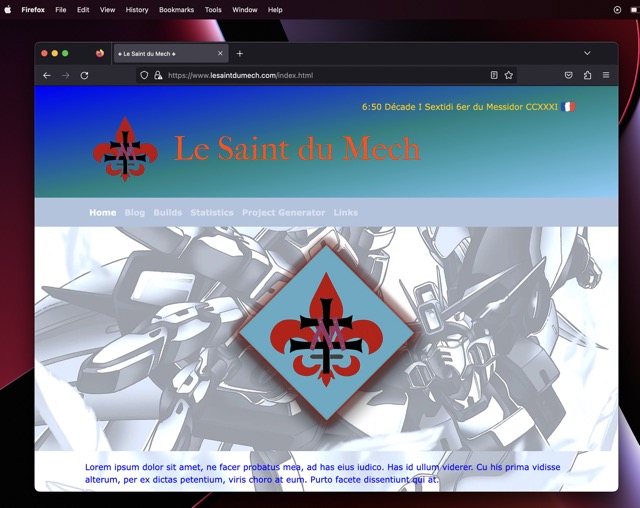 Firefox File Edit View History Bookmarks Tools Window Help
Le Saint du Mech
https://www.lesaintdumech.com/index.html
6:50 Décade I Sextidi 6er du Messidor CCXXXI
Le Saint du Mech
Home Blog Builds Statistics Project Generator Links
Lorem ipsum dolor sit amet, ne facer probatus mea, ad has eius iudico. Has id ullum viderer. Cu his prima vidisse
alterum, per ex dictas petentium, viris choro at eum. Purto facete dissentiunt qui at.